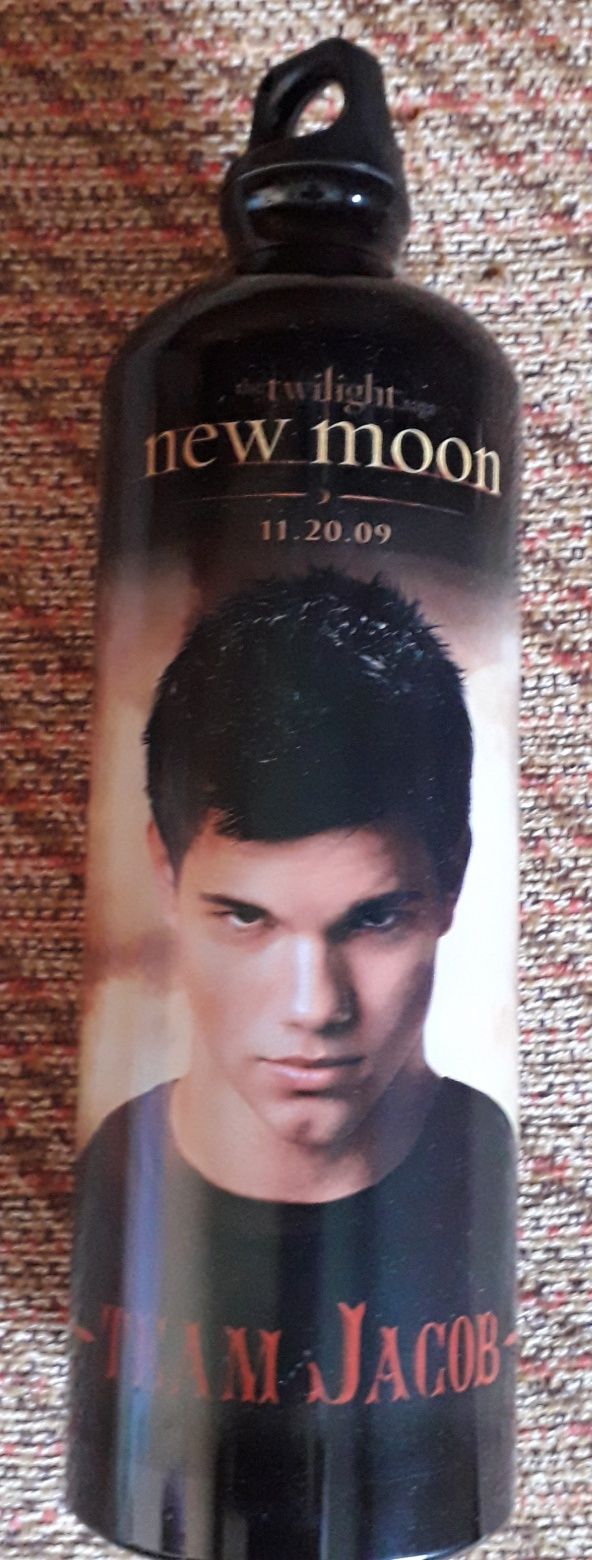 the twilight saga
new moon
11.20.09
-TEAM JACOB-